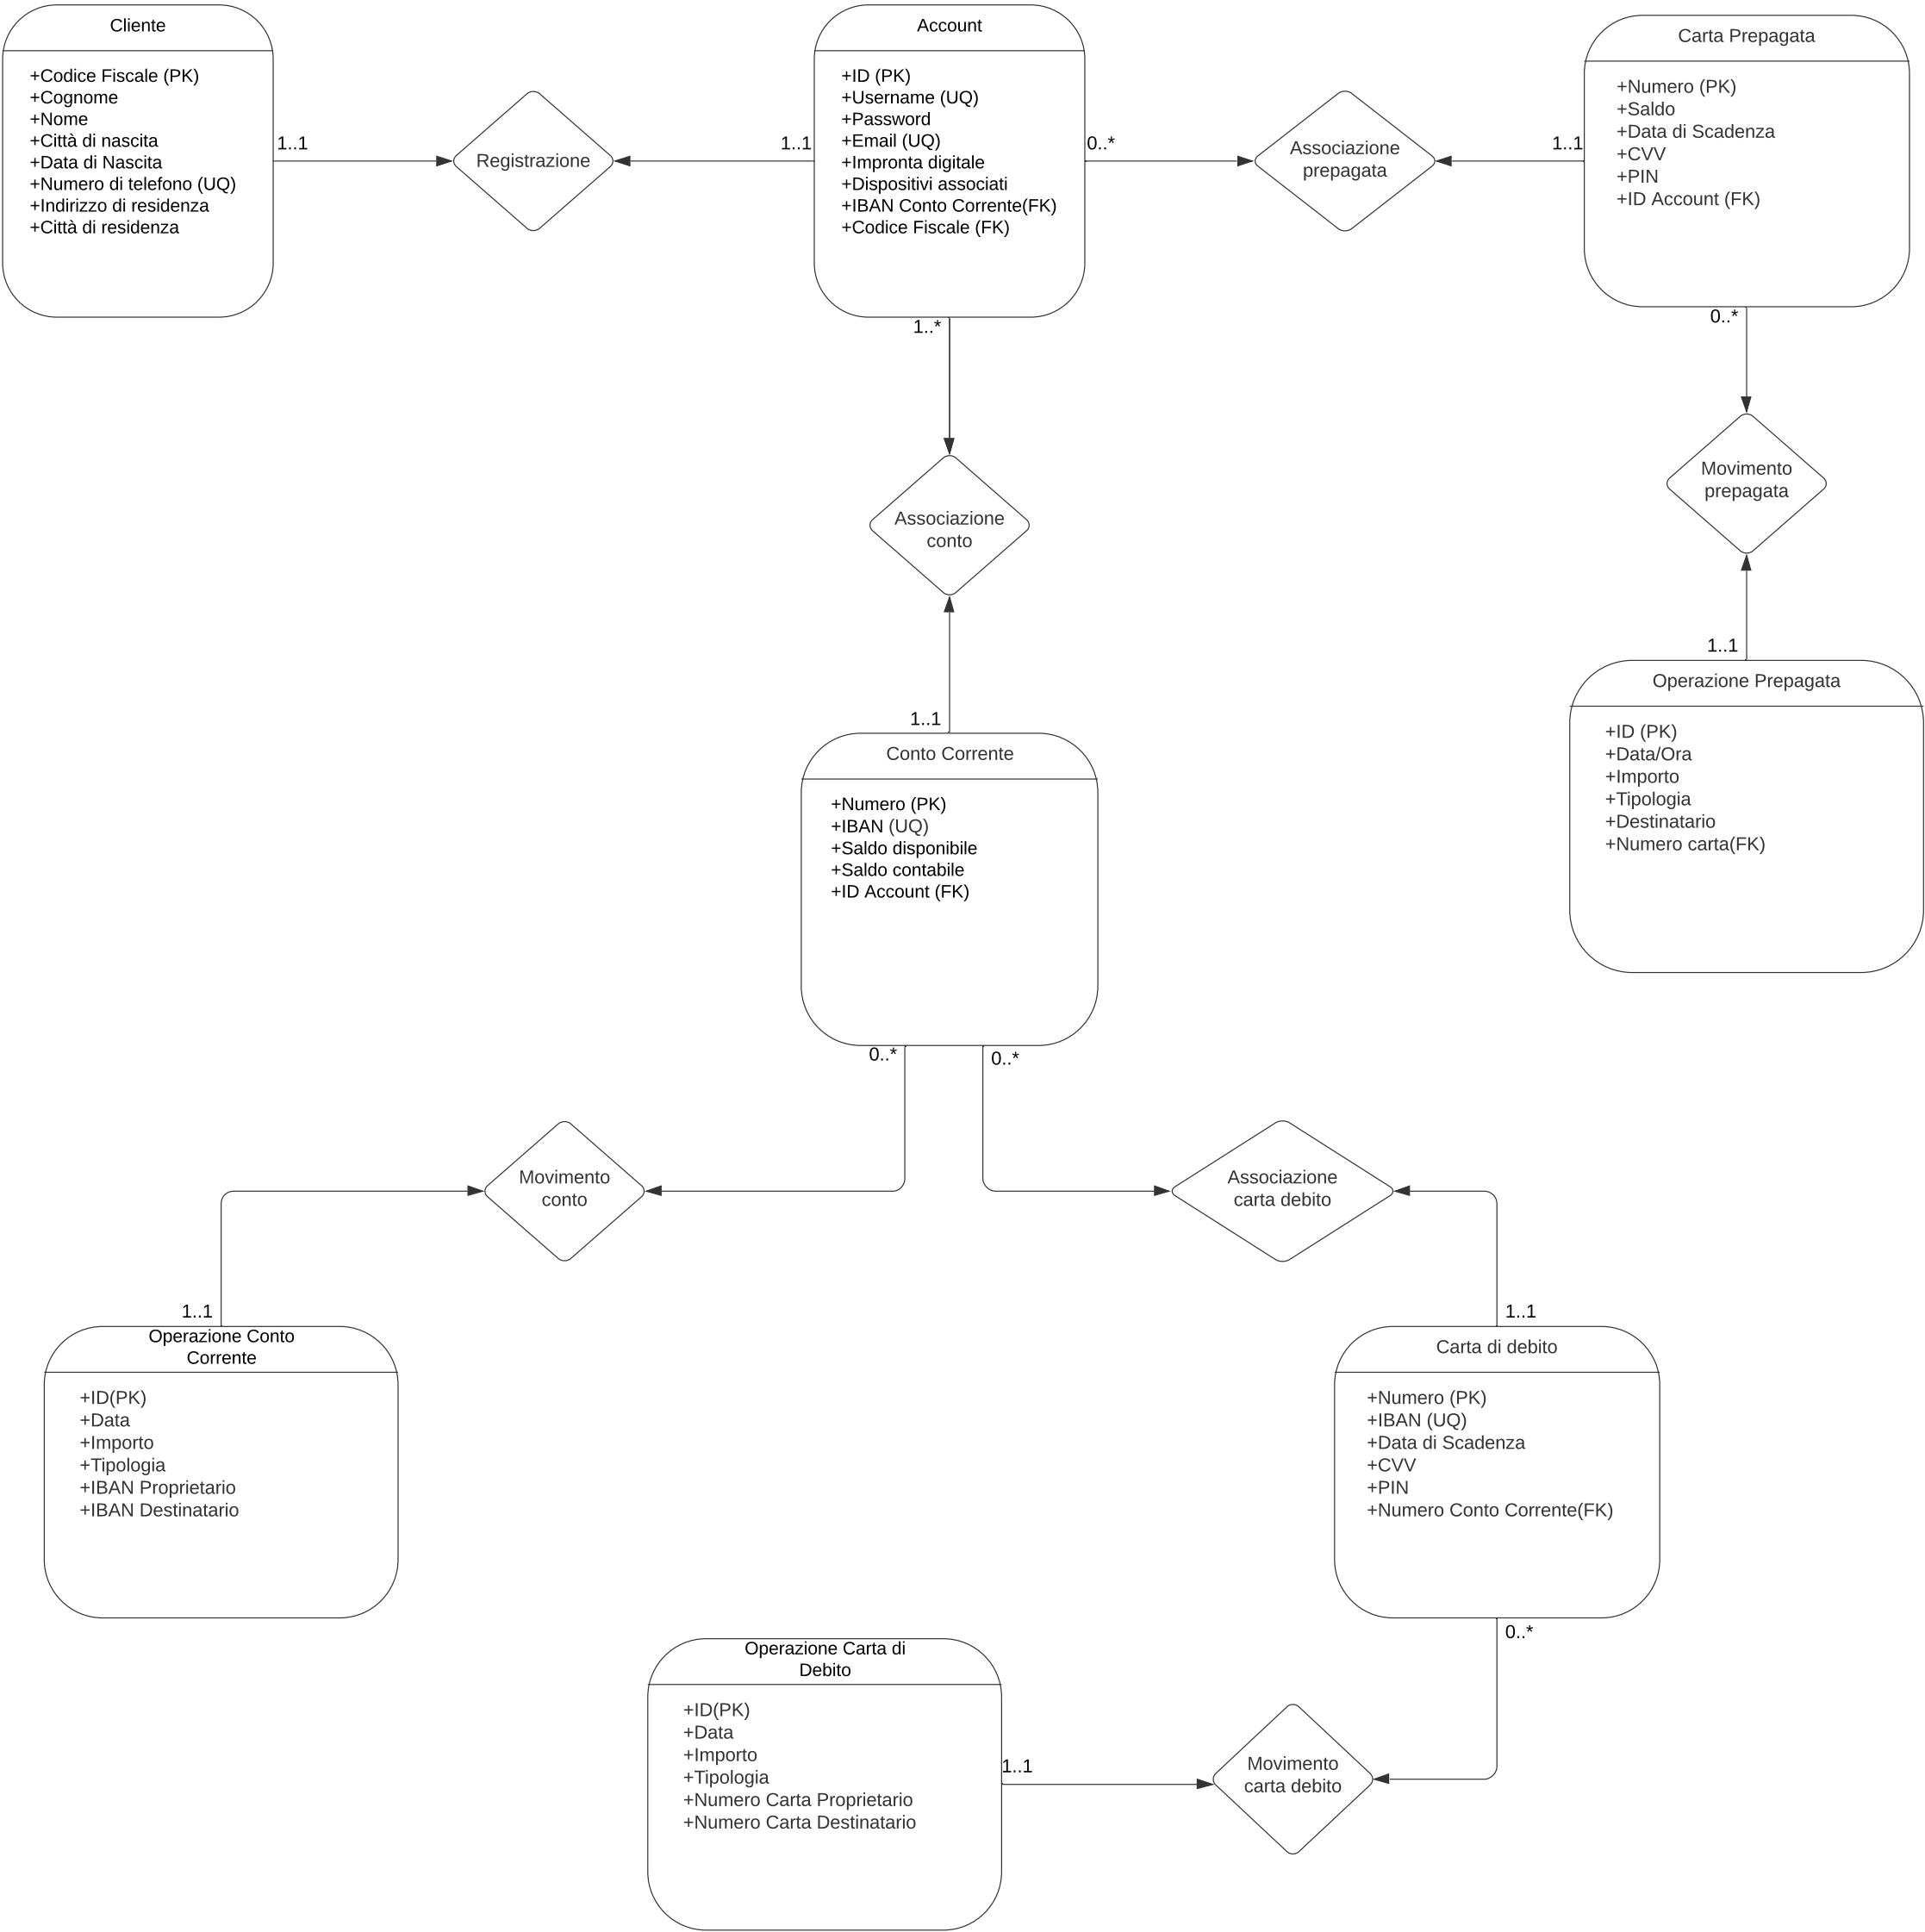 Cliente
+Codice Fiscale (PK)
+Cognome
+Nome
+Città di nascita
+Data di Nascita
+Numero di telefono (UQ)
+Indirizzo di residenza
+Città di residenza
1..1
Registrazione
1..1
Account
+ID (PK)
+Username (UQ)
+Password
+Email (UQ)
+Impronta digitale
+Dispositivi associati
+IBAN Conto Corrente(FK)
+Codice Fiscale (FK)
0..*
Associazione
prepagata
1..1
Carta Prepagata
+Numero (PK)
+Saldo
+Data di Scadenza
+CVV
+PIN
+ID Account (FK)
0..*
Movimento
prepagata
1..1
Operazione Prepagata
+ID (PK)
+Data/Ora
+Importo
+Tipologia
+Destinatario
+Numero carta(FK)
1..*
Associazione
conto
1..1
Conto Corrente
+Numero (PK)
+IBAN (UQ)
+Saldo disponibile
+Saldo contabile
+ID Account (FK)
0..*
0..*
Movimento
conto
Associazione
carta debito
1..1
Operazione Conto
Corrente
+ID(PK)
+Data
+Importo
+Tipologia
+IBAN Proprietario
+IBAN Destinatario
1..1
Carta di debito
+Numero (PK)
+IBAN (UQ)
+Data di Scadenza
+CVV
+PIN
+Numero Conto Corrente(FK)
0..*
Operazione Carta di
Debito
+ID(PK)
+Data
+Importo
+Tipologia
+Numero Carta Proprietario
+Numero Carta Destinatario
1..1
Movimento
carta debito